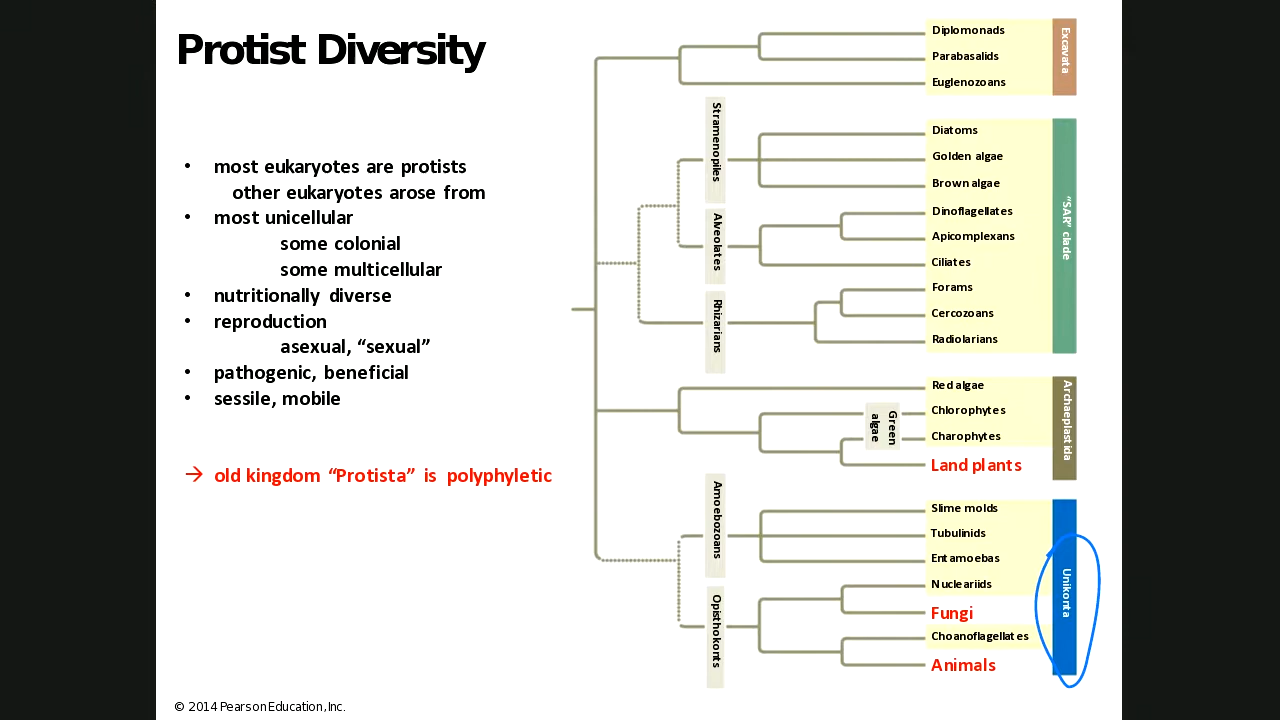 Protist Diversity
• most eukaryotes are protists
other eukaryotes arose from
• most unicellular
some colonial
some multicellular
• nutritionally diverse
• reproduction
asexual, “sexual”
• pathogenic, beneficial
• sessile, mobile
→ old kingdom “Protista” is polyphyletic
Diplomonads
Parabasalids
Euglenozoans
Excavata
Stramenopiles
Diatoms
Golden algae
Brown algae
Alveolates
Dinoflagellates
Apicomplexans
Ciliates
Rhizarians
Forams
Cercozoans
Radiolarians
“SAR” clade
Red algae
Green
algae
Chlorophytes
Charophytes
Land plants
Archaeplastida
Amoebozoans
Slime molds
Tubulinids
Entamoebas
Opisthokonts
Nucleariids
Fungi
Choanoflagellates
Animals
Unikonta
© 2014 Pearson Education, Inc.